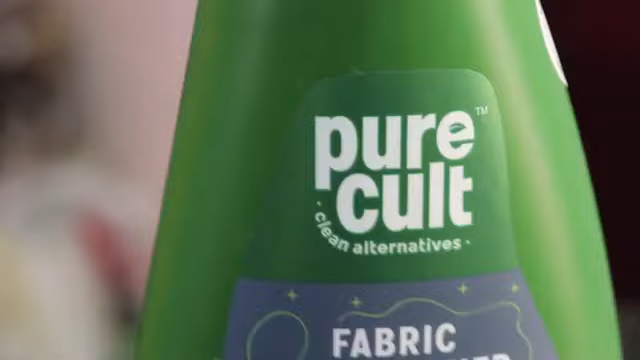 pure™
cult
· clean alternatives ·
FABRIC